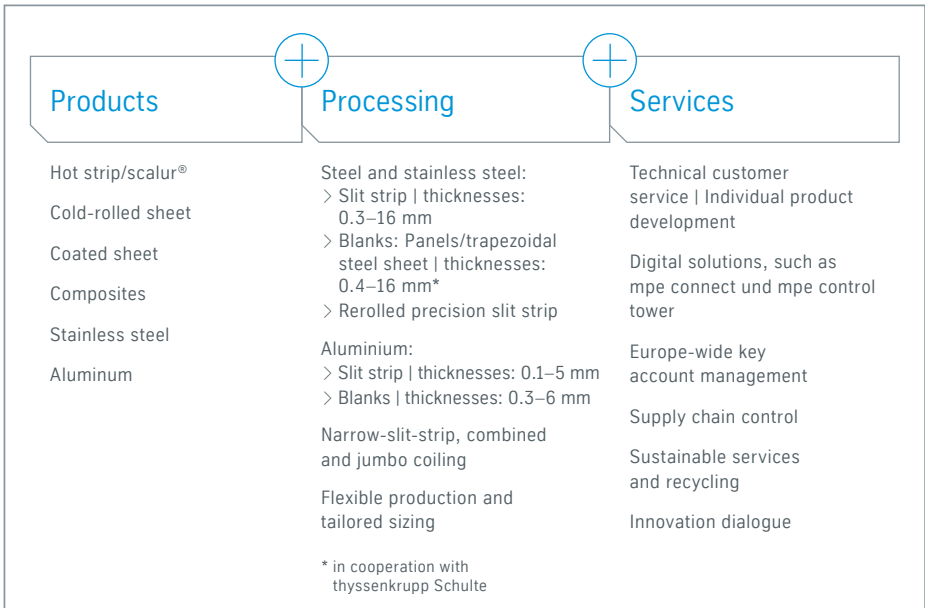 Products
Hot strip/scalur®
Cold-rolled sheet
Coated sheet
Composites
Stainless steel
Aluminum
Processing
Steel and stainless steel:
> Slit strip | thicknesses:
0.3–16 mm
> Blanks: Panels/trapezoidal
steel sheet | thicknesses:
0.4–16 mm*
> Rerolled precision slit strip
Aluminium:
> Slit strip | thicknesses: 0.1–5 mm
> Blanks | thicknesses: 0.3–6 mm
Narrow-slit-strip, combined
and jumbo coiling
Flexible production and
tailored sizing
* in cooperation with
thyssenkrupp Schulte
Services
Technical customer
service | Individual product
development
Digital solutions, such as
mpe connect und mpe control
tower
Europe-wide key
account management
Supply chain control
Sustainable services
and recycling
Innovation dialogue